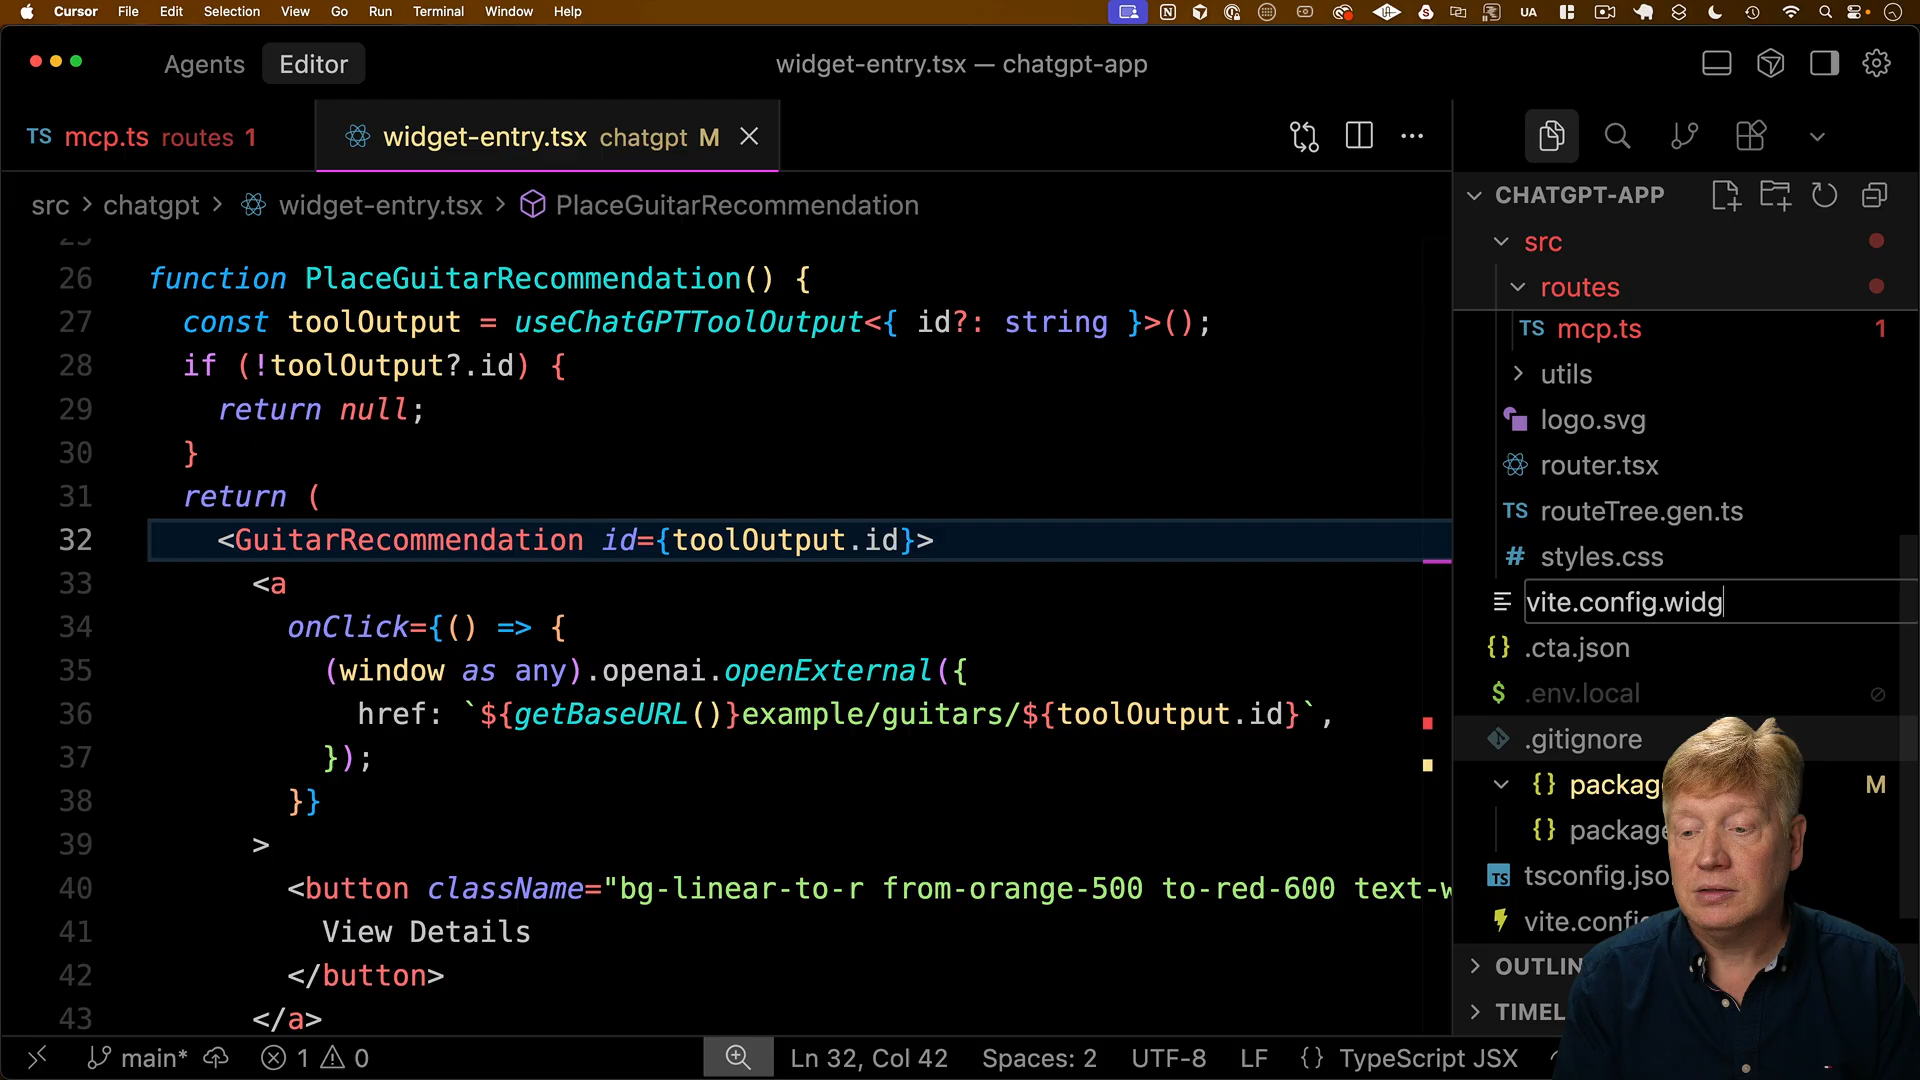 Cursor File Edit Selection View Go Run Terminal Window Help UA
Agents Editor widget-entry.tsx — chatgpt-app
TS mcp.ts routes 1 widget-entry.tsx chatgpt M
src > chatgpt > widget-entry.tsx > PlaceGuitarRecommendation
25
26 function PlaceGuitarRecommendation() {
27 const toolOutput = useChatGPTToolOutput<{ id?: string }>();
28 if (!toolOutput?.id) {
29 return null;
30 }
31 return (
32 <GuitarRecommendation id={toolOutput.id}>
33 <a
34 onClick={() => {
35 (window as any).openai.openExternal({
36 href: `${getBaseURL()}example/guitars/${toolOutput.id}`,
37 });
38 }}
39 >
40 <button className="bg-linear-to-r from-orange-500 to-red-600 text-w
41 View Details
42 </button>
43 </a>
CHATGPT-APP
src
routes
TS mcp.ts 1
utils
logo.svg
router.tsx
TS routeTree.gen.ts
# styles.css
vite.config.widg
{} .cta.json
$ .env.local
.gitignore
{} packag M
{} package
TS tsconfig.jso
vite.config
OUTLIN
TIMEL
main* 1 0 Ln 32, Col 42 Spaces: 2 UTF-8 LF {} TypeScript JSX